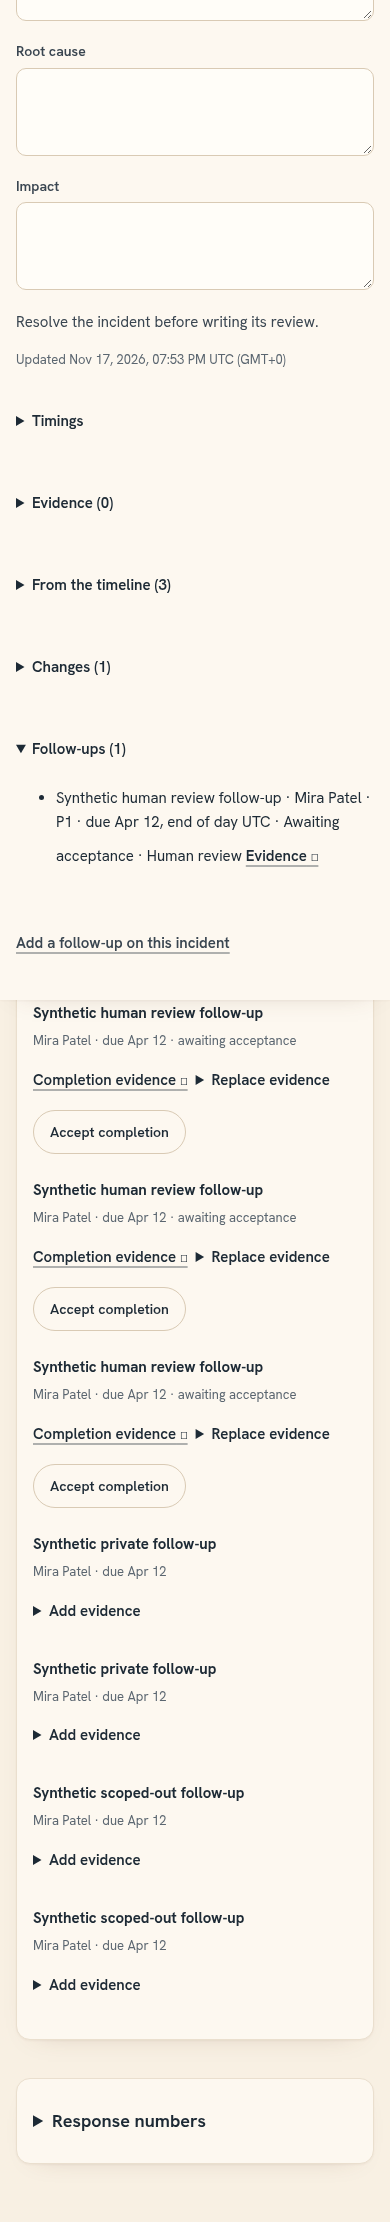 Root cause
Impact
Resolve the incident before writing its review.
Updated Nov 17, 2026, 07:53 PM UTC (GMT+0)
Timings
Evidence (0)
From the timeline (3)
Changes (1)
Follow-ups (1)
Synthetic human review follow-up · Mira Patel ·
P1 · due Apr 12, end of day UTC · Awaiting
acceptance · Human review Evidence
Add a follow-up on this incident
Synthetic human review follow-up
Mira Patel · due Apr 12 · awaiting acceptance
Completion evidence Replace evidence
Accept completion
Synthetic human review follow-up
Mira Patel · due Apr 12 · awaiting acceptance
Completion evidence Replace evidence
Accept completion
Synthetic human review follow-up
Mira Patel · due Apr 12 · awaiting acceptance
Completion evidence Replace evidence
Accept completion
Synthetic private follow-up
Mira Patel · due Apr 12
Add evidence
Synthetic private follow-up
Mira Patel · due Apr 12
Add evidence
Synthetic scoped-out follow-up
Mira Patel · due Apr 12
Add evidence
Synthetic scoped-out follow-up
Mira Patel · due Apr 12
Add evidence
Response numbers